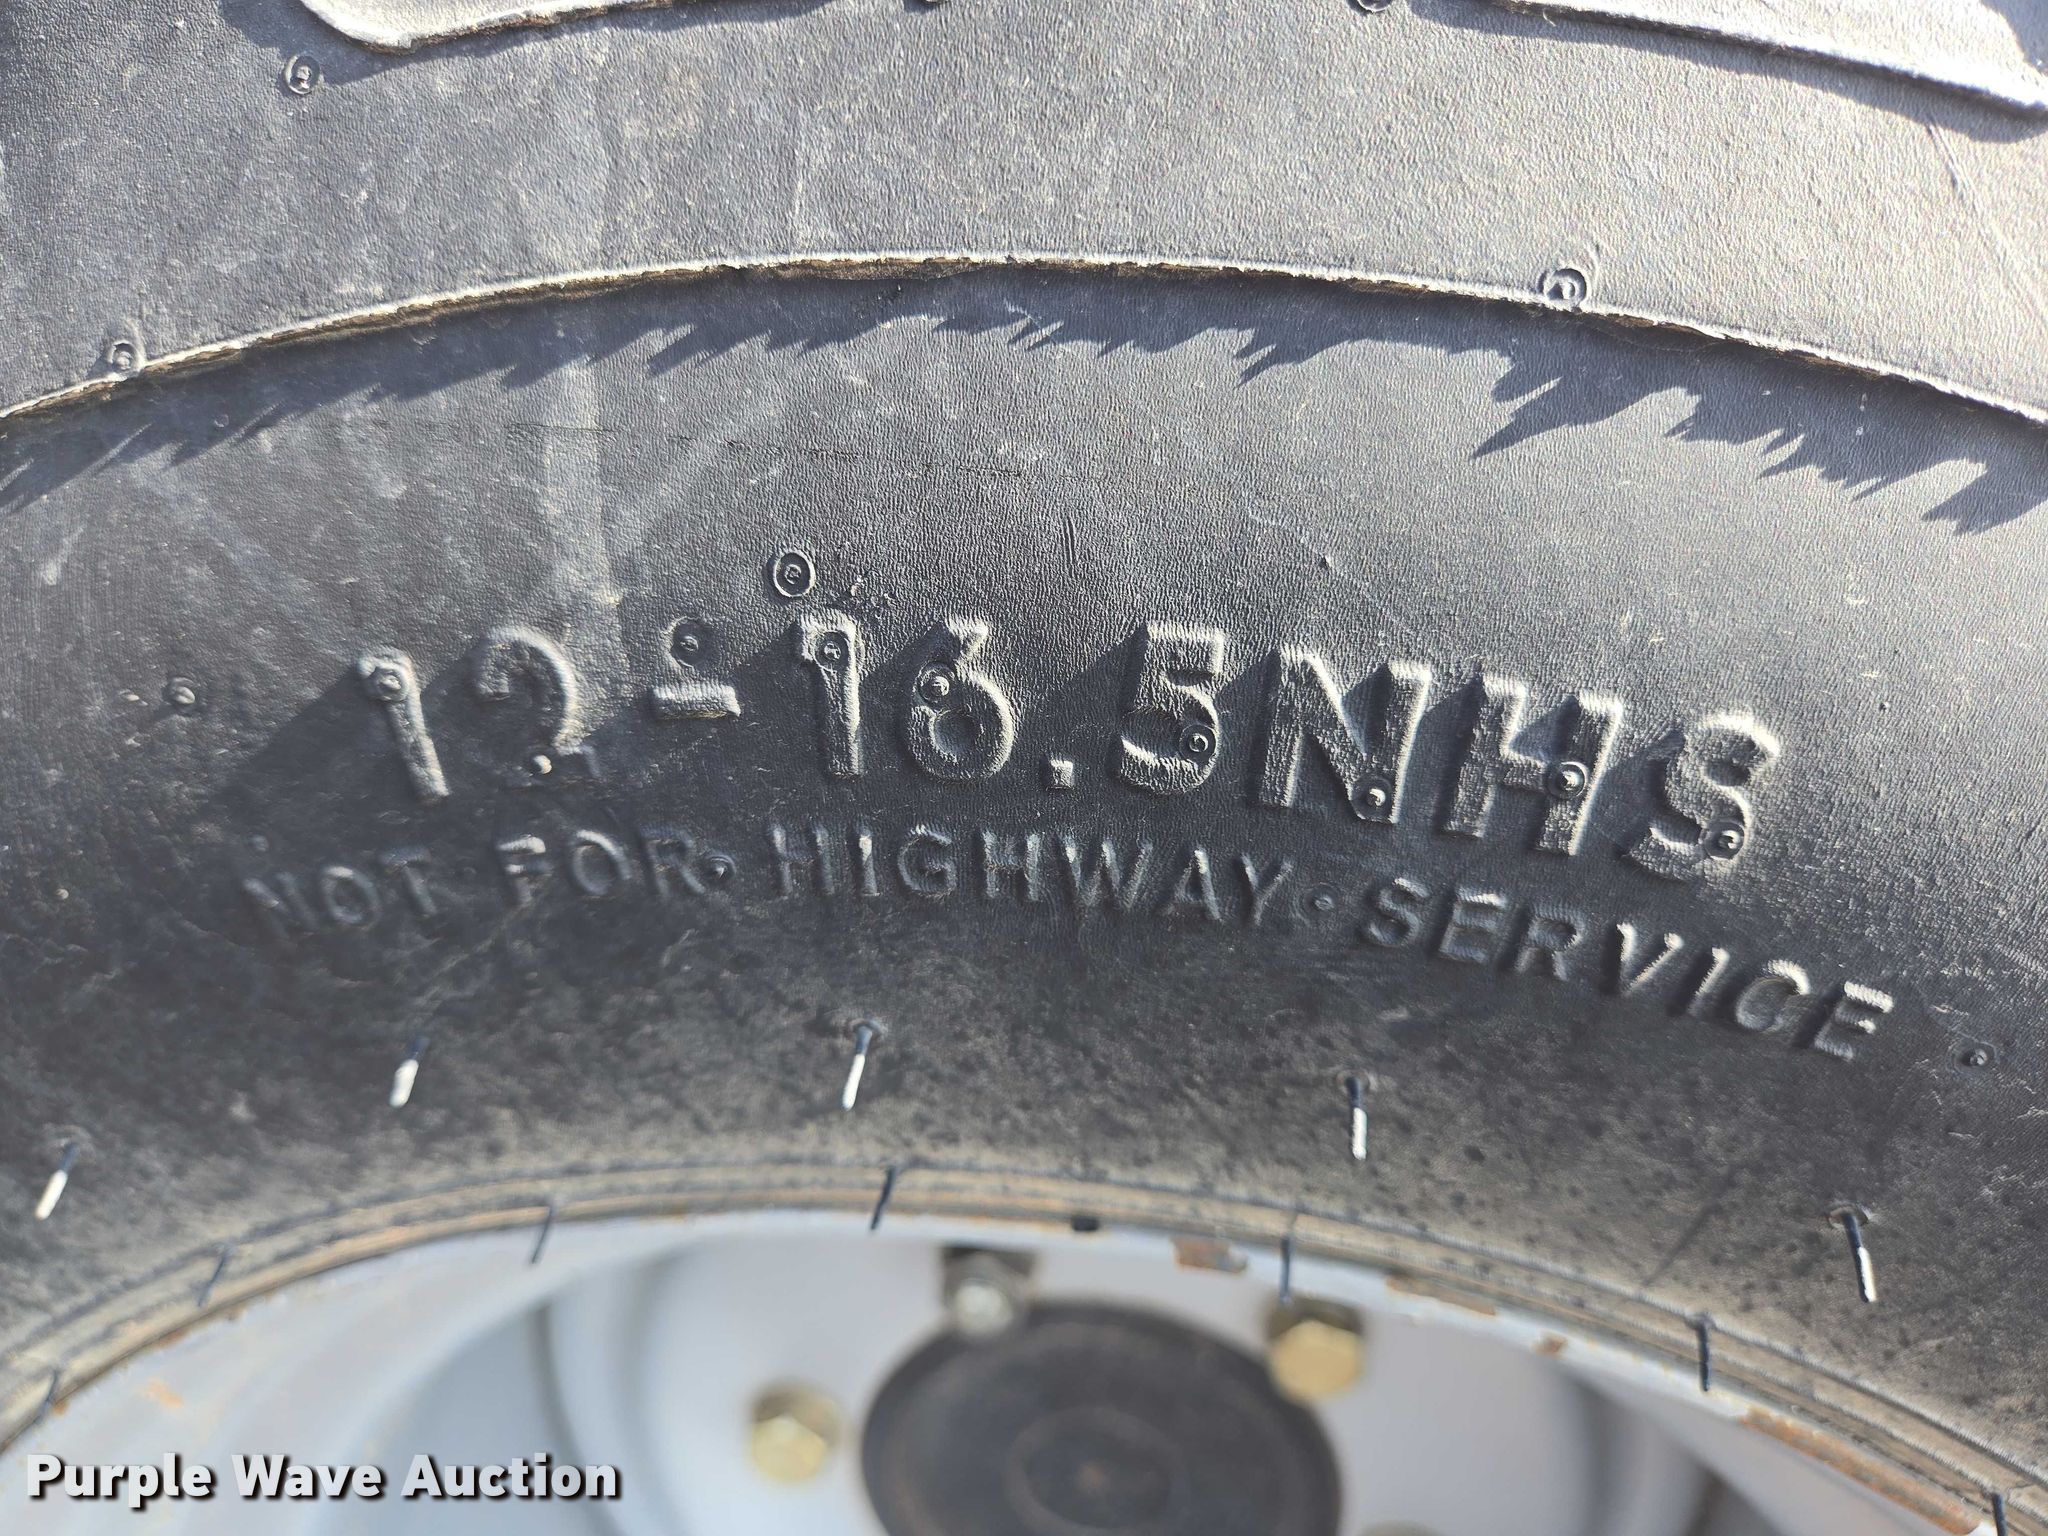 12-16.5NHS
NOT FOR HIGHWAY SERVICE
Purple Wave Auction